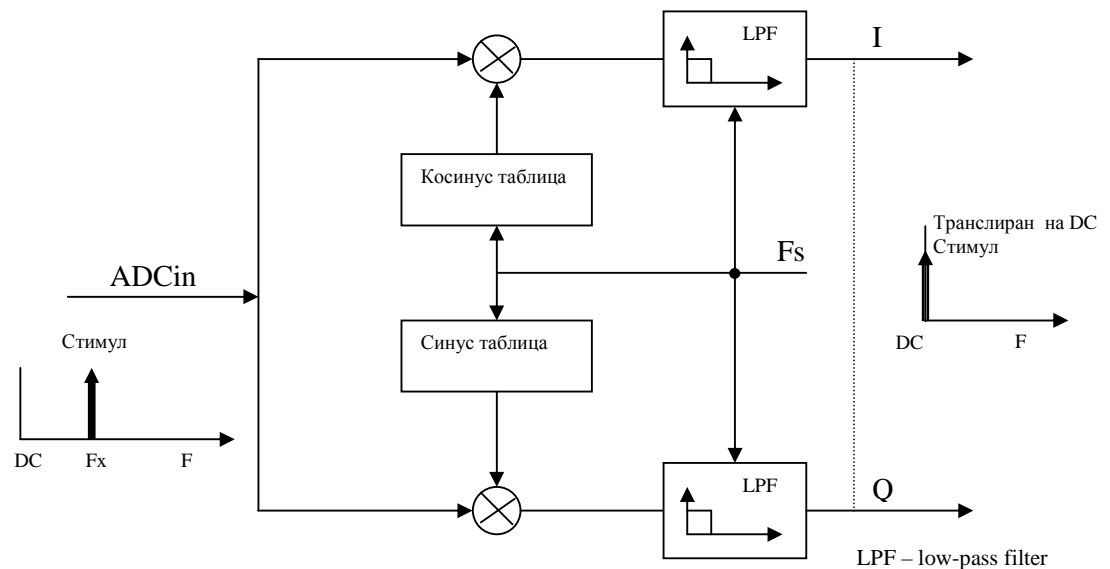 LPF
I
Косинус таблица
Транслиран на DC
Стимул
Fs
ADCin
DC
F
Стимул
Синус таблица
DC
Fx
F
LPF
Q
LPF – low-pass filter